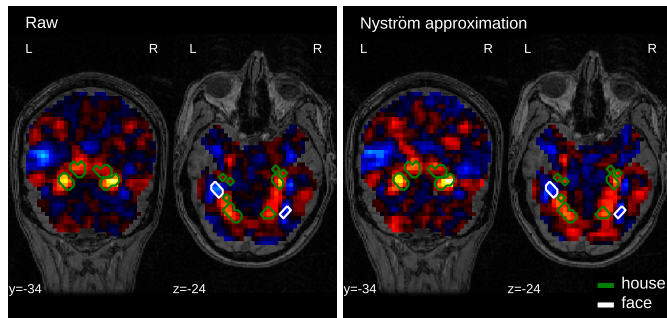 Raw
L R L R
y=-34 z=-24
Nyström approximation
L R L R
y=-34 z=-24
house
face